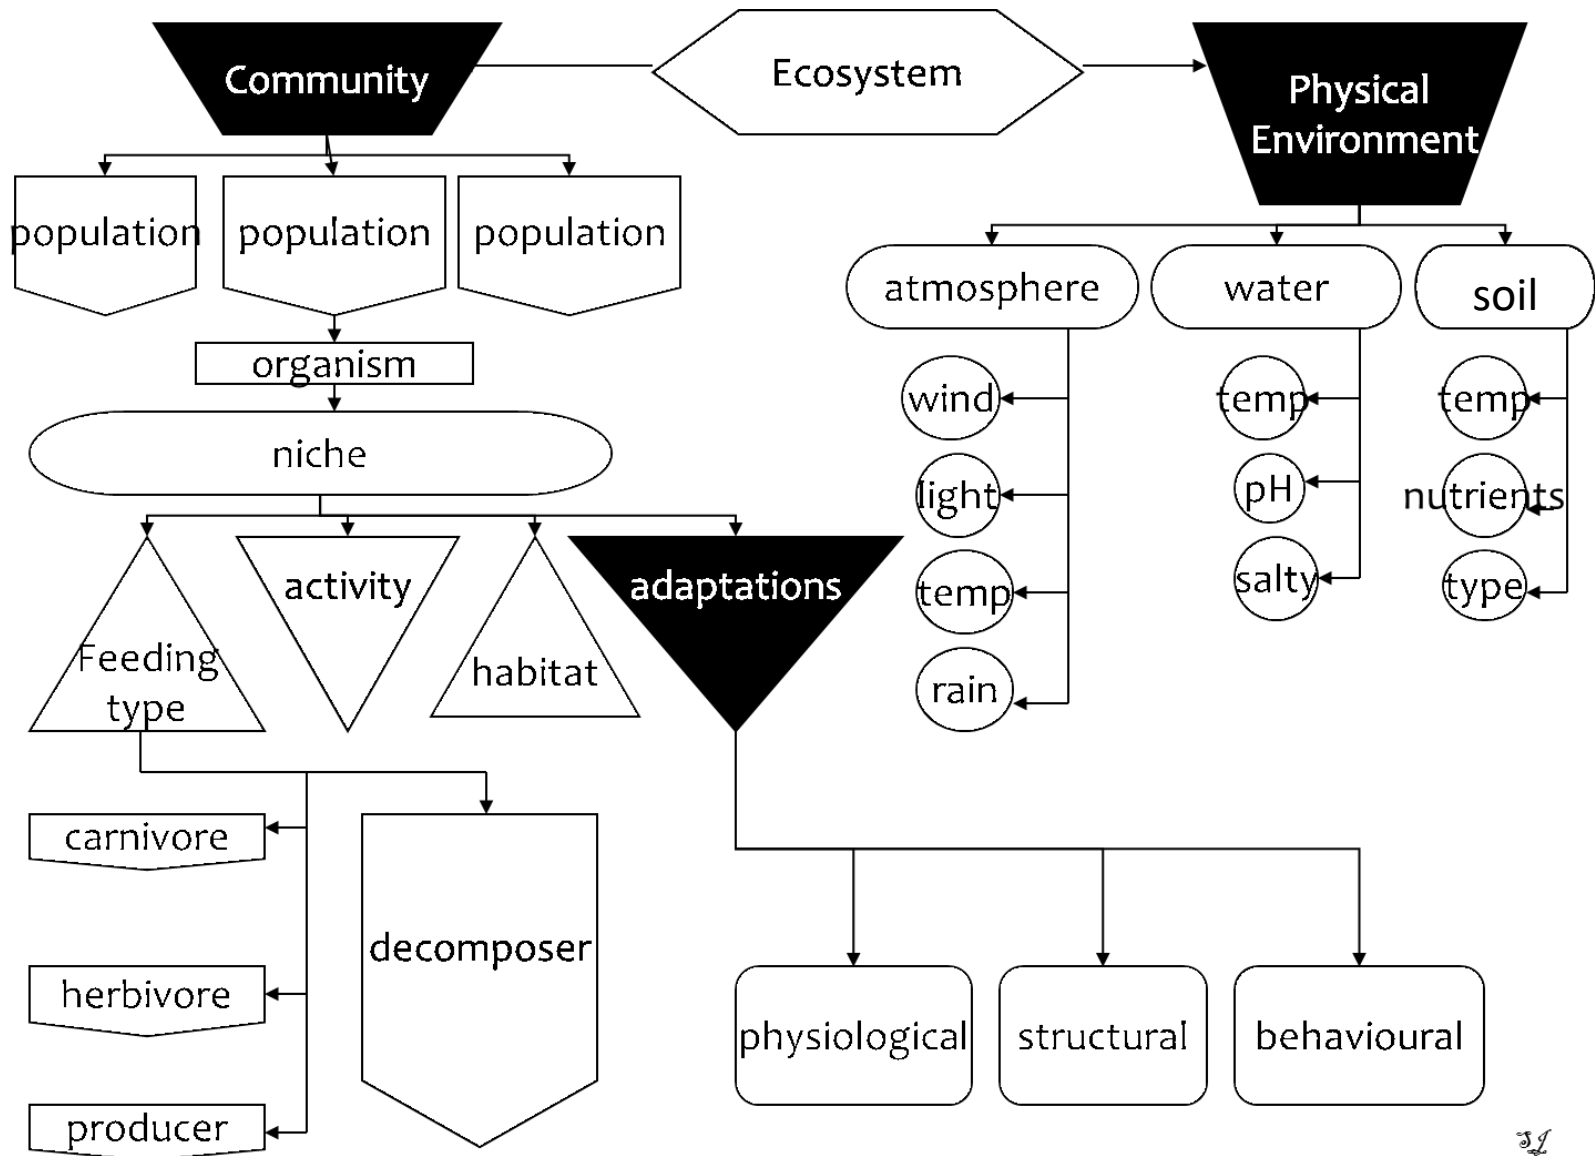 Community
Ecosystem
Physical
Environment
population
population
population
atmosphere
water
soil
organism
niche
wind
light
temp
rain
temp
pH
salty
temp
nutrients
type
Feeding
type
activity
habitat
adaptations
carnivore
herbivore
producer
decomposer
physiological
structural
behavioural
SJ